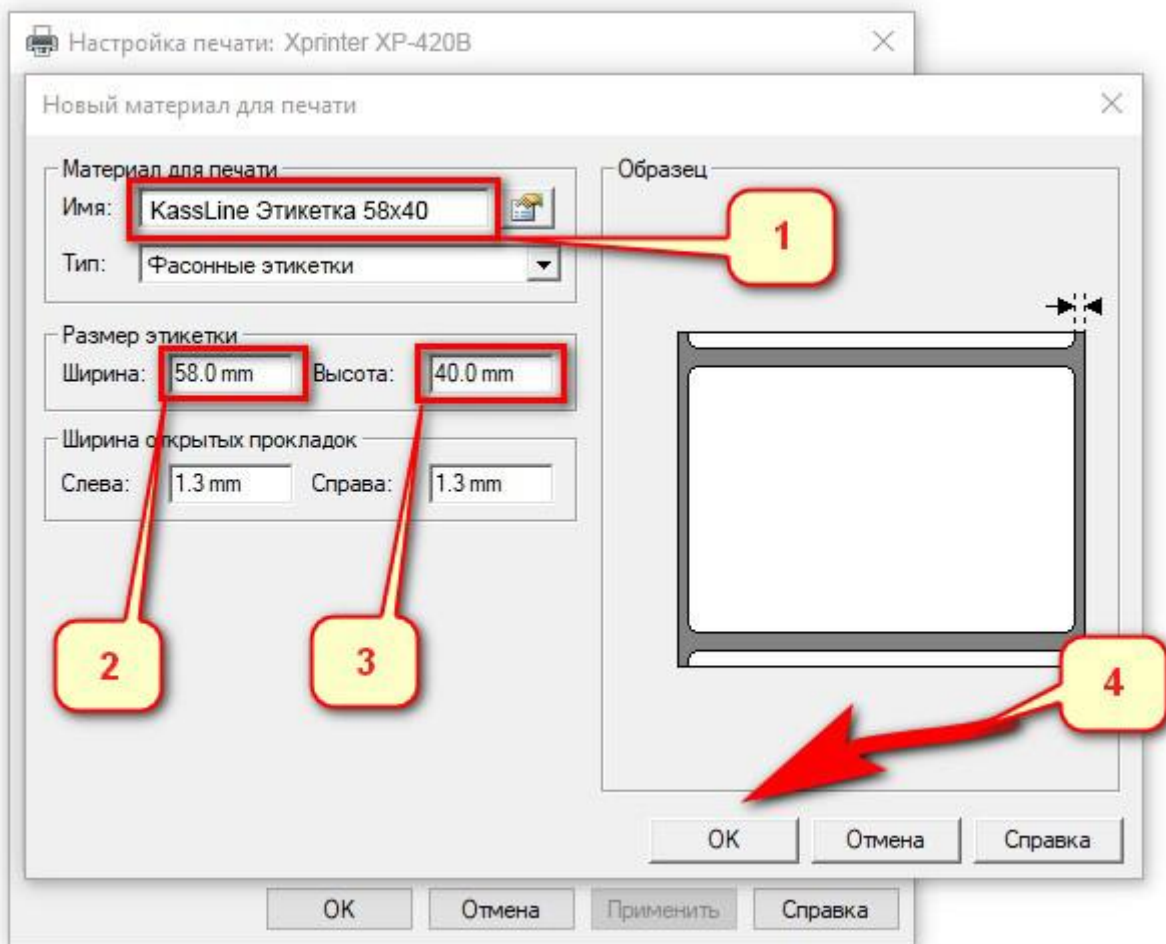 Настройка печати: Xprinter XP-420B
Новый материал для печати
Материал для печати
Имя: KassLine Этикетка 58x40
Тип: Фасонные этикетки
Размер этикетки
Ширина: 58.0 mm Высота: 40.0 mm
Ширина открытых прокладок
Слева: 1.3 mm Справа: 1.3 mm
Образец
1
2
3
4
OK Отмена Справка
OK Отмена Применить Справка